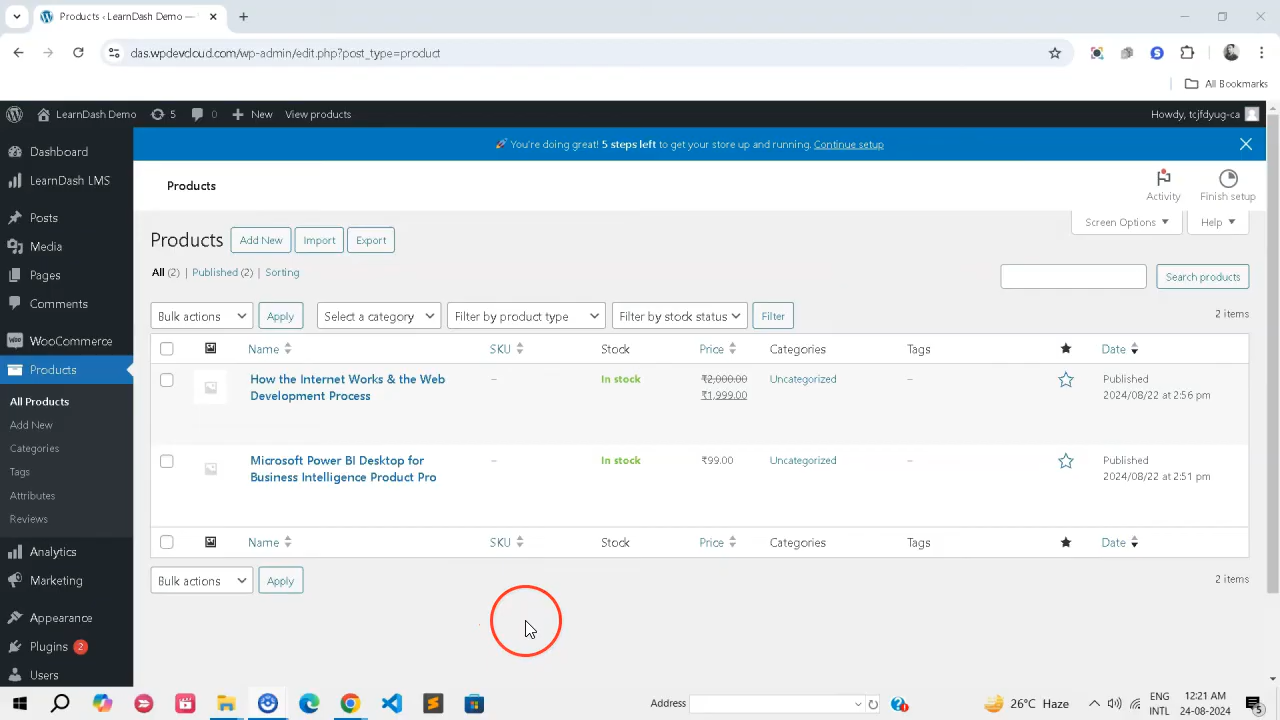 Products ‹ LearnDash Demo —
das.wpdevcloud.com/wp-admin/edit.php?post_type=product
All Bookmarks
LearnDash Demo 5 0 New View products Howdy, tcjfdyug-ca
🚀 You're doing great! 5 steps left to get your store up and running. Continue setup
Dashboard
LearnDash LMS
Posts
Media
Pages
Comments
WooCommerce
Products
All Products
Add New
Categories
Tags
Attributes
Reviews
Analytics
Marketing
Appearance
Plugins 2
Users
Products
Activity
Finish setup
Screen Options Help
Products Add New Import Export
All (2) | Published (2) | Sorting
Search products
Bulk actions Apply Select a category Filter by product type Filter by stock status Filter 2 items
Name SKU Stock Price Categories Tags Date
How the Internet Works & the Web Development Process – In stock ₹2,000.00 ₹1,999.00 Uncategorized – Published 2024/08/22 at 2:56 pm
Microsoft Power BI Desktop for Business Intelligence Product Pro – In stock ₹99.00 Uncategorized – Published 2024/08/22 at 2:51 pm
Name SKU Stock Price Categories Tags Date
Bulk actions Apply 2 items
Address 26°C Haze ENG INTL 12:21 AM 24-08-2024 5